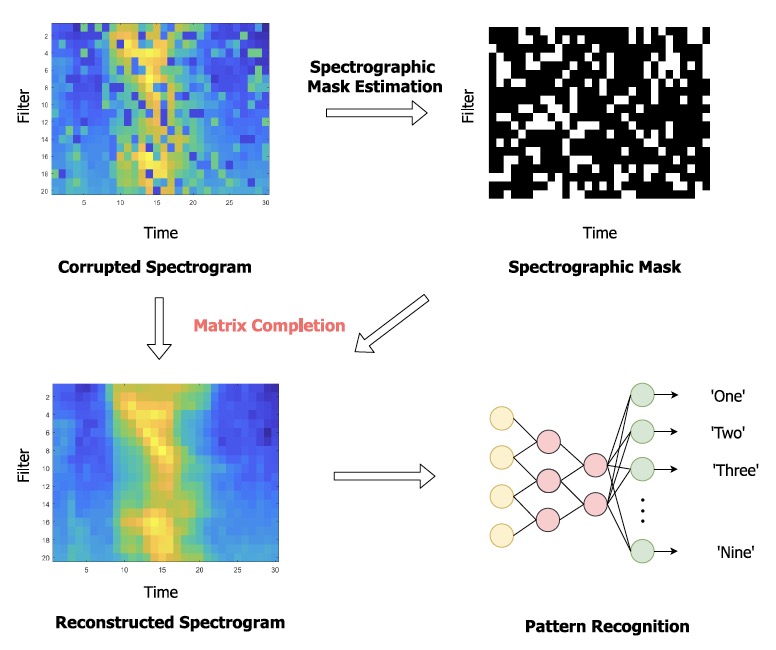 2
4
6
8
10
12
14
16
18
20
Filter
5
10
15
20
25
30
Time
Corrupted Spectrogram
Spectrographic
Mask Estimation
Filter
Time
Spectrographic Mask
Matrix Completion
2
4
6
8
10
12
14
16
18
20
Filter
5
10
15
20
25
30
Time
Reconstructed Spectrogram
'One'
'Two'
'Three'
'Nine'
Pattern Recognition